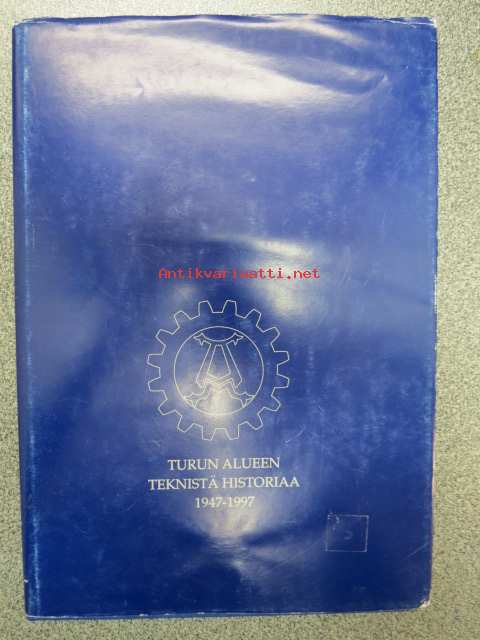 Antikvariaatti.net
TURUN ALUEEN
TEKNISTÄ HISTORIAA
1947-1997